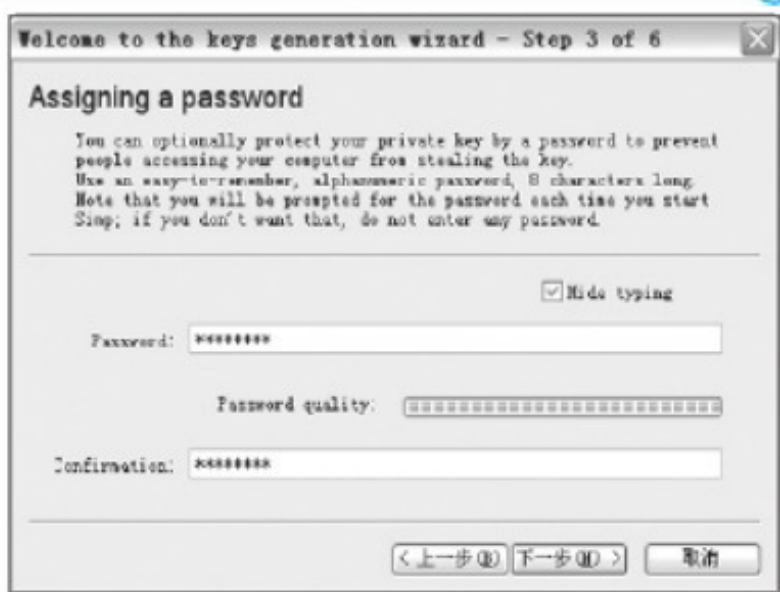 Welcome to the keys generation wizard - Step 3 of 6
Assigning a password
You can optionally protect your private key by a password to prevent
people accessing your computer from stealing the key.
Use an easy-to-remember, alphanumeric password, 8 characters long.
Note that you will be prompted for the password each time you start
Simp; if you don't want that, do not enter any password.
Hide typing
Password: ********
Password quality:
Confirmation: ********
< 上一步(B) 下一步(N) > 取消